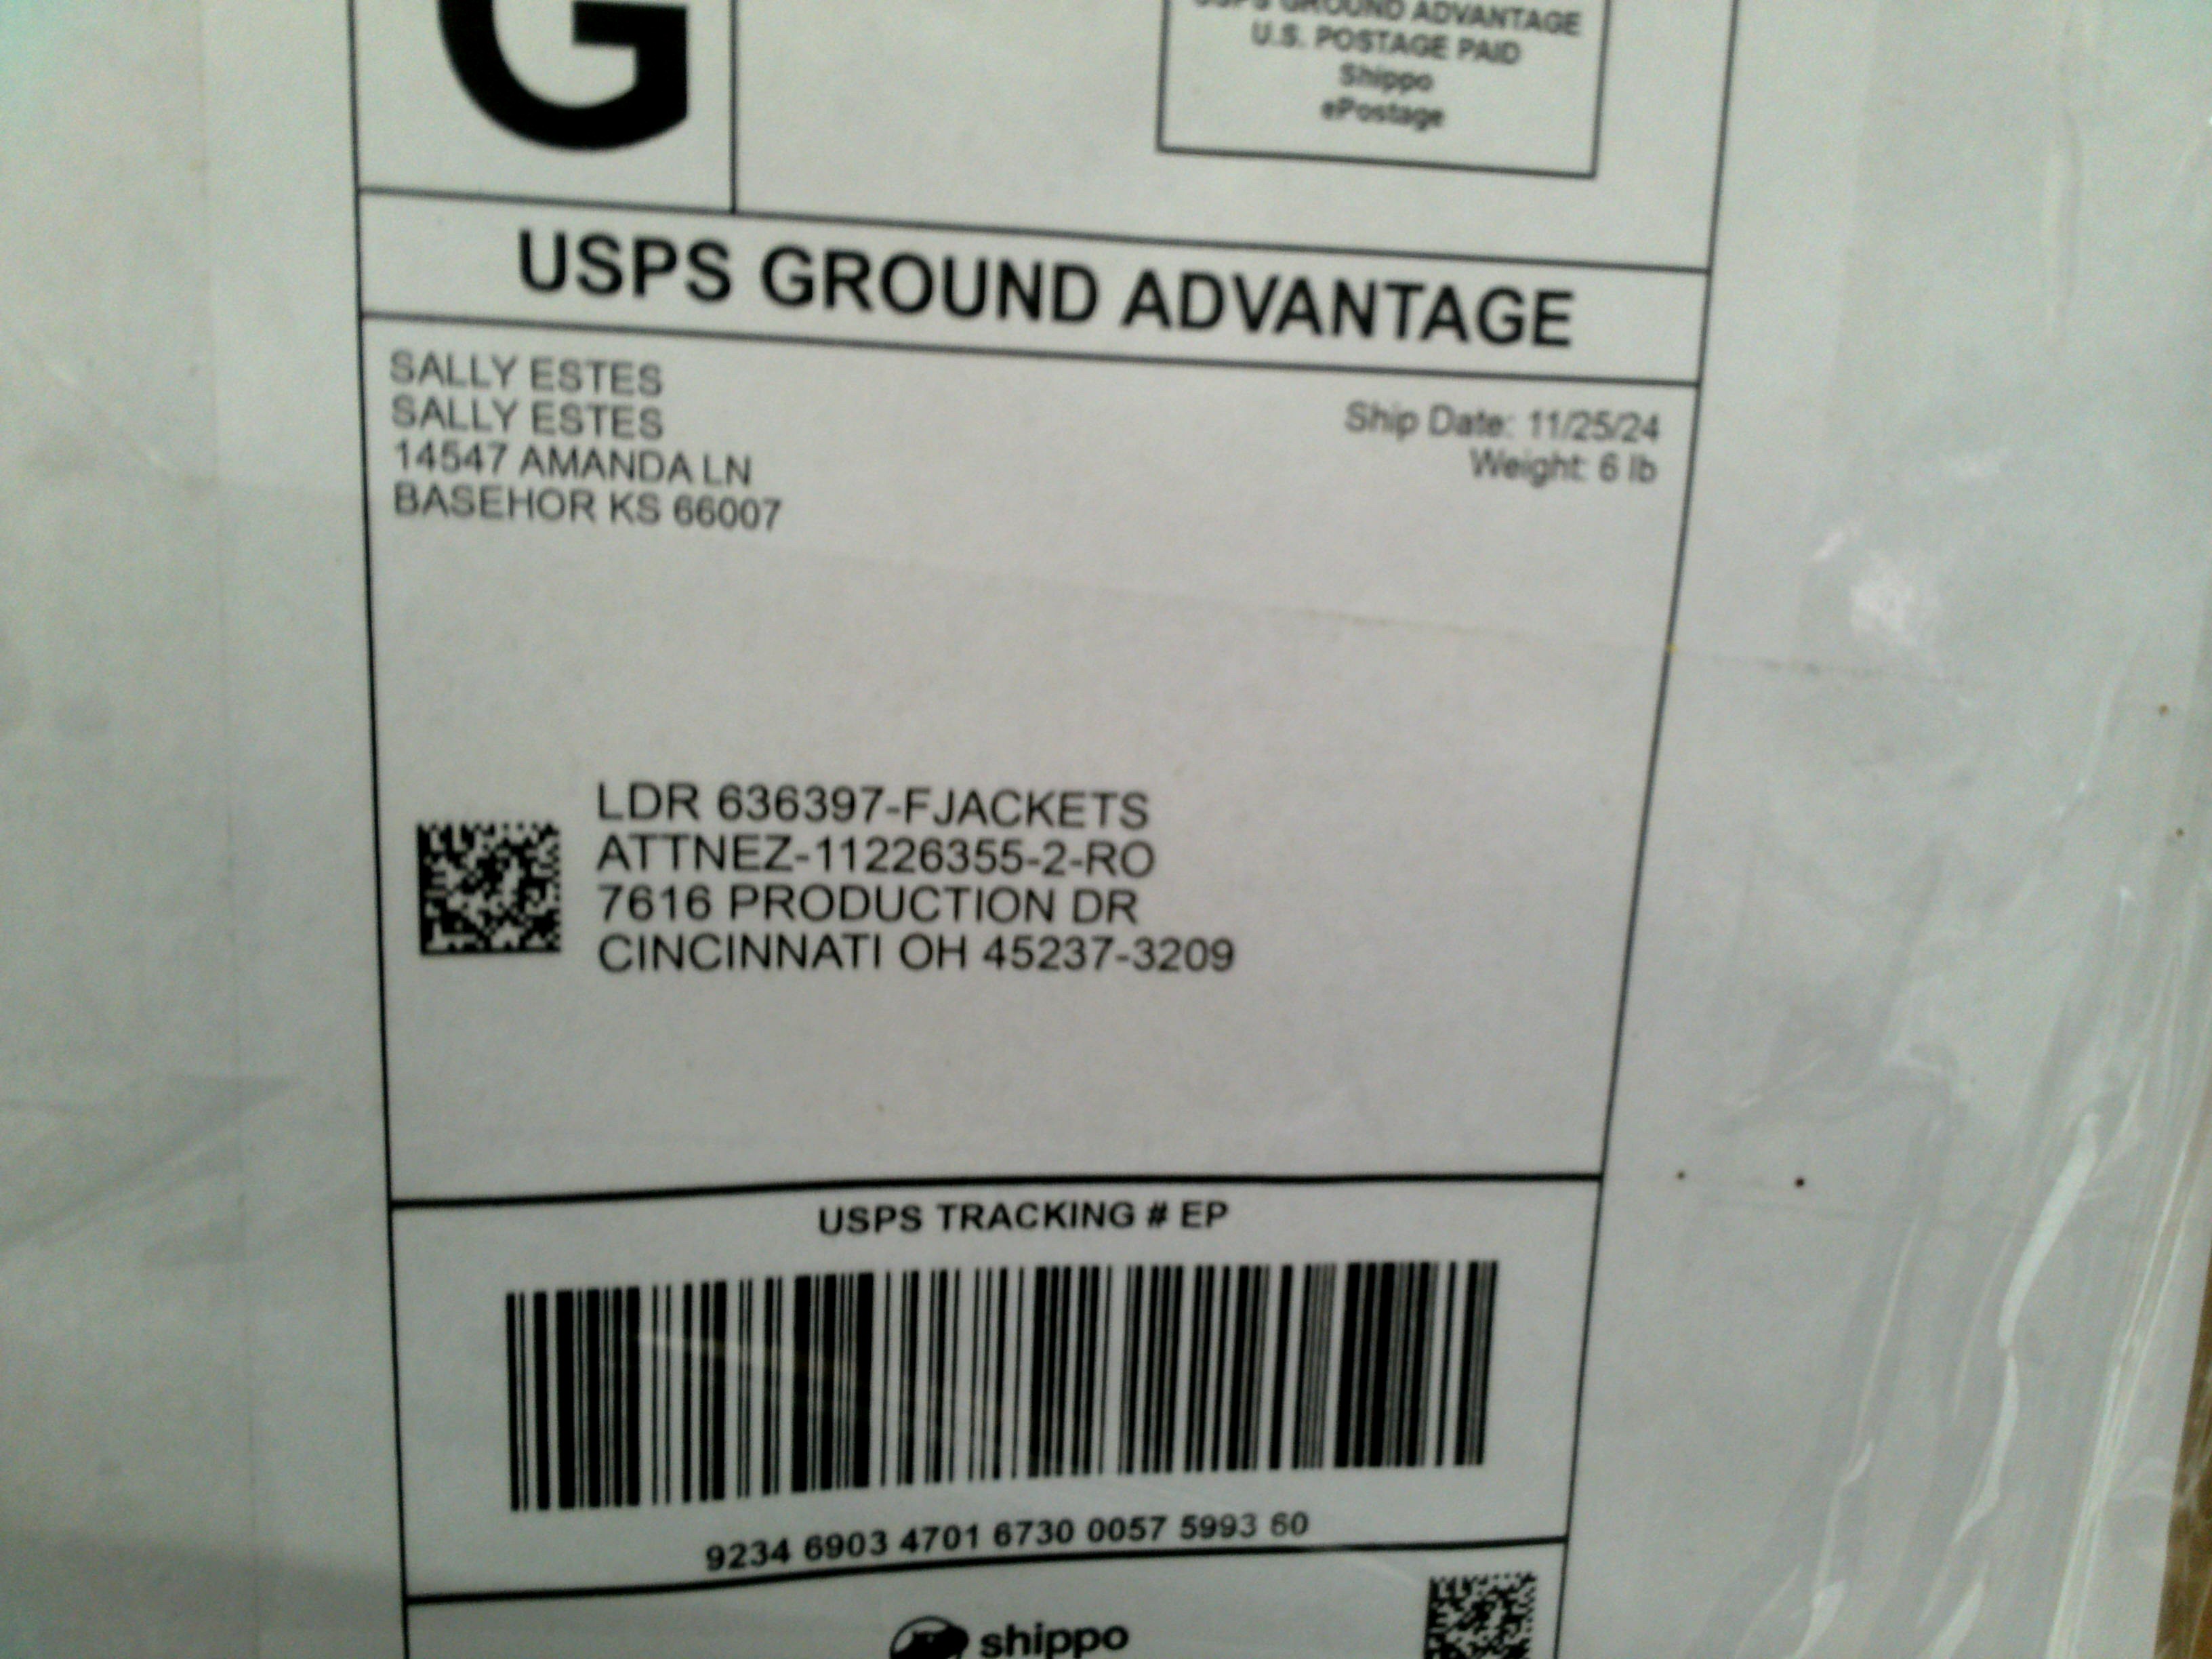 G
USPS GROUND ADVANTAGE
U.S. POSTAGE PAID
Shippo
ePostage
USPS GROUND ADVANTAGE
SALLY ESTES
SALLY ESTES
14547 AMANDA LN
BASEHOR KS 66007
Ship Date: 11/25/24
Weight: 6 lb
LDR 636397-FJACKETS
ATTNEZ-11226355-2-RO
7616 PRODUCTION DR
CINCINNATI OH 45237-3209
USPS TRACKING # EP
9234 6903 4701 6730 0057 5993 60
shippo